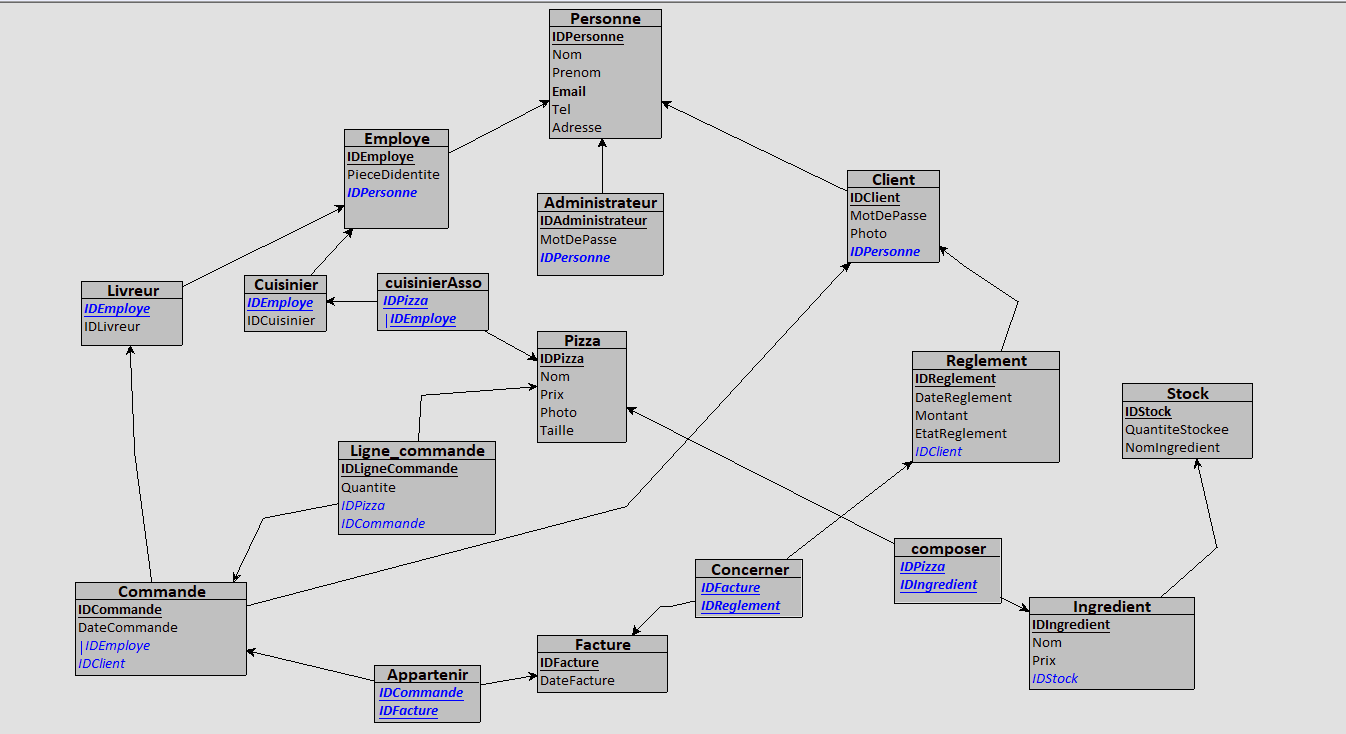 Personne
IDPersonne
Nom
Prenom
Email
Tel
Adresse
Employe
IDEmploye
PieceDidentite
IDPersonne
Administrateur
IDAdministrateur
MotDePasse
IDPersonne
Client
IDClient
MotDePasse
Photo
IDPersonne
Livreur
IDEmploye
IDLivreur
Cuisinier
IDEmploye
IDCuisinier
cuisinierAsso
IDPizza
|IDEmploye
Pizza
IDPizza
Nom
Prix
Photo
Taille
Reglement
IDReglement
DateReglement
Montant
EtatReglement
IDClient
Stock
IDStock
QuantiteStockee
NomIngredient
Ligne_commande
IDLigneCommande
Quantite
IDPizza
IDCommande
Commande
IDCommande
DateCommande
|IDEmploye
IDClient
Concerner
IDFacture
IDReglement
composer
IDPizza
IDIngredient
Ingredient
IDIngredient
Nom
Prix
IDStock
Facture
IDFacture
DateFacture
Appartenir
IDCommande
IDFacture